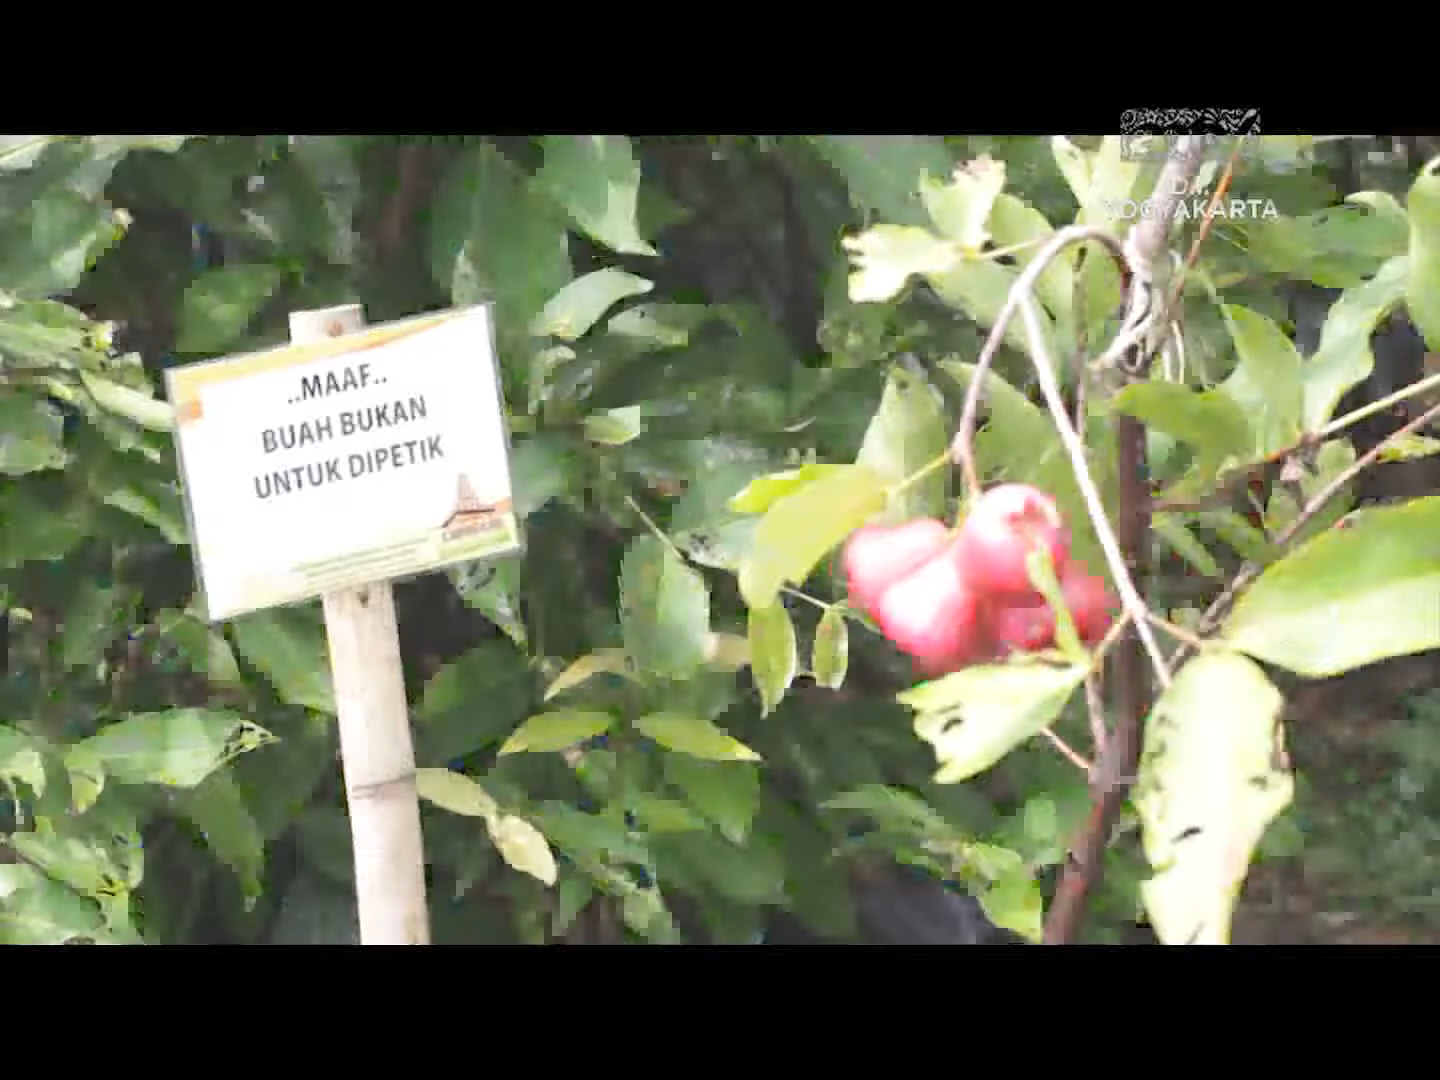 D.I.
YOGYAKARTA
..MAAF..
BUAH BUKAN
UNTUK DIPETIK